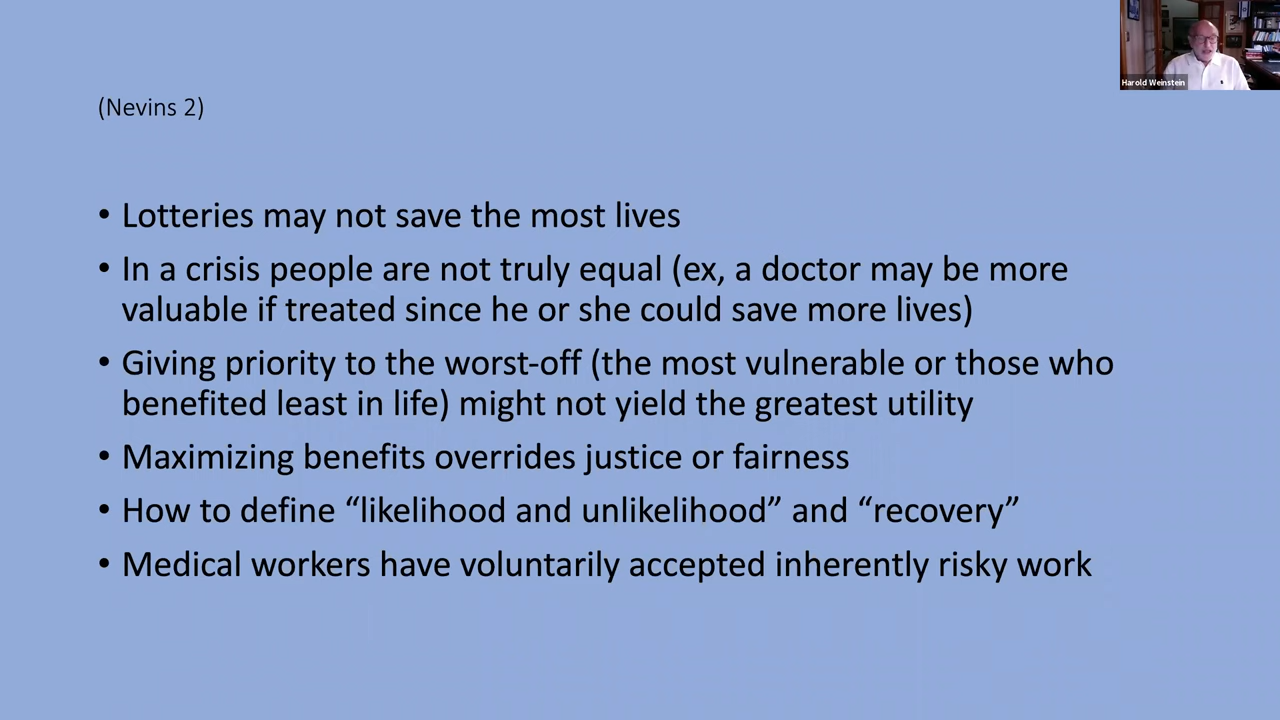 Harold Weinstein
(Nevins 2)
• Lotteries may not save the most lives
• In a crisis people are not truly equal (ex, a doctor may be more
valuable if treated since he or she could save more lives)
• Giving priority to the worst-off (the most vulnerable or those who
benefited least in life) might not yield the greatest utility
• Maximizing benefits overrides justice or fairness
• How to define “likelihood and unlikelihood” and “recovery”
• Medical workers have voluntarily accepted inherently risky work